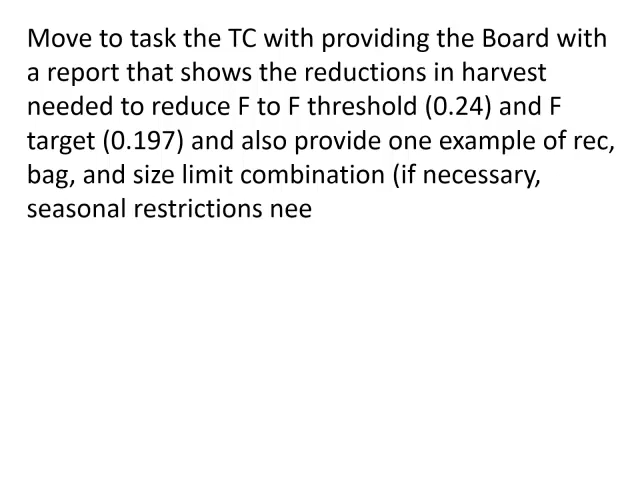 Move to task the TC with providing the Board with
a report that shows the reductions in harvest
needed to reduce F to F threshold (0.24) and F
target (0.197) and also provide one example of rec,
bag, and size limit combination (if necessary,
seasonal restrictions nee